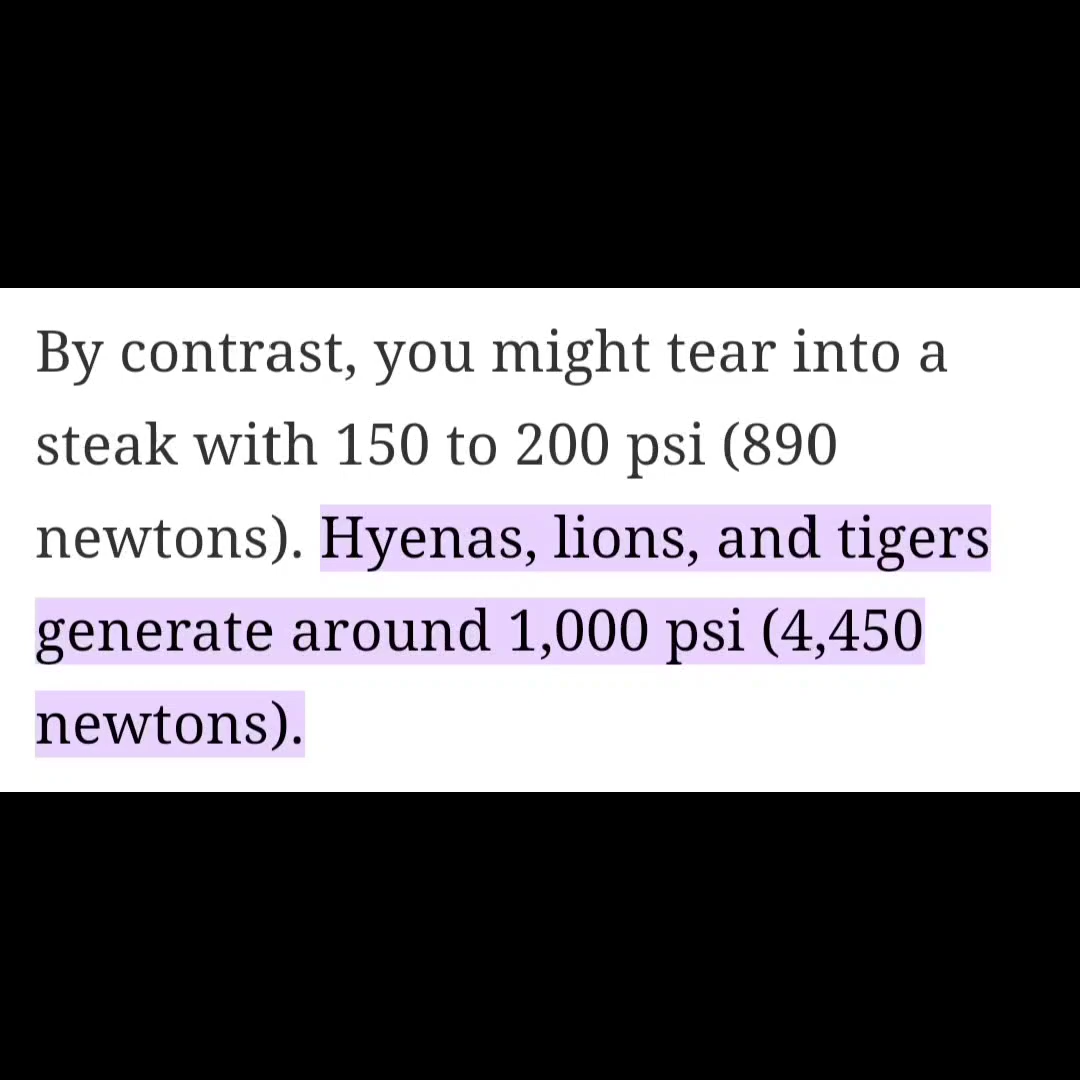 By contrast, you might tear into a
steak with 150 to 200 psi (890
newtons). Hyenas, lions, and tigers
generate around 1,000 psi (4,450
newtons).